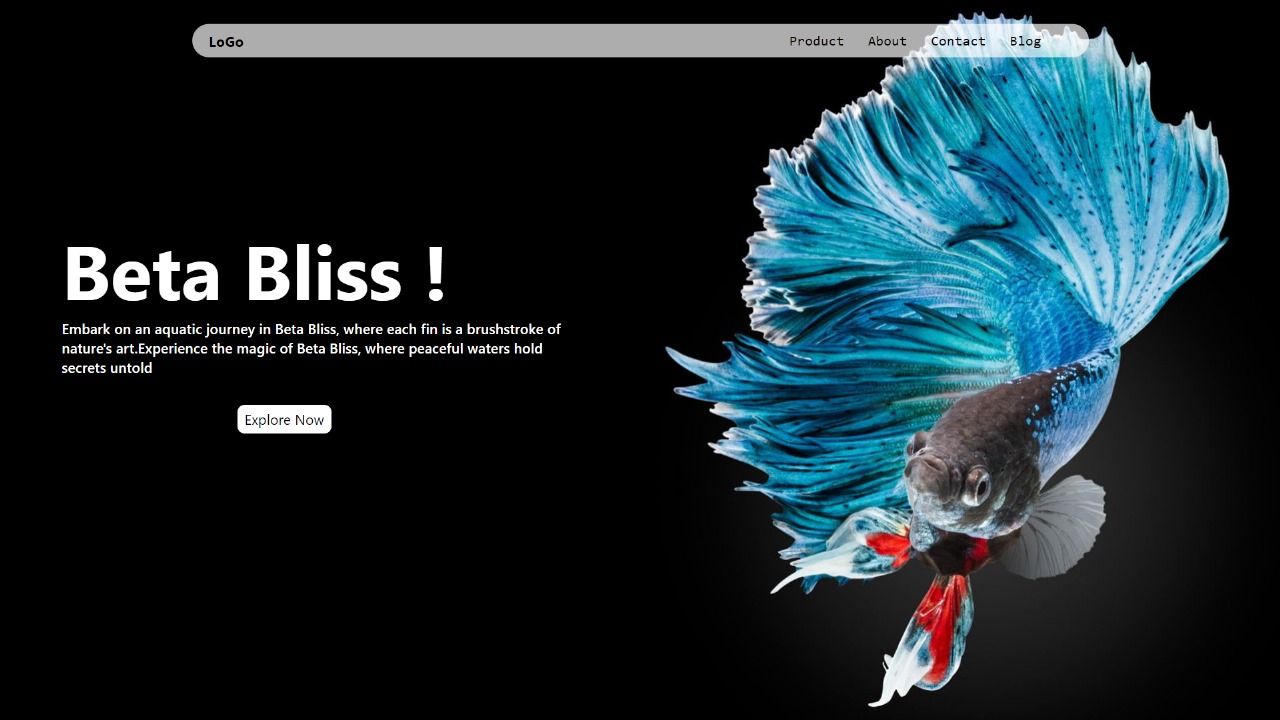 LoGo Product About Contact Blog
Beta Bliss !
Embark on an aquatic journey in Beta Bliss, where each fin is a brushstroke of
nature's art.Experience the magic of Beta Bliss, where peaceful waters hold
secrets untold
Explore Now